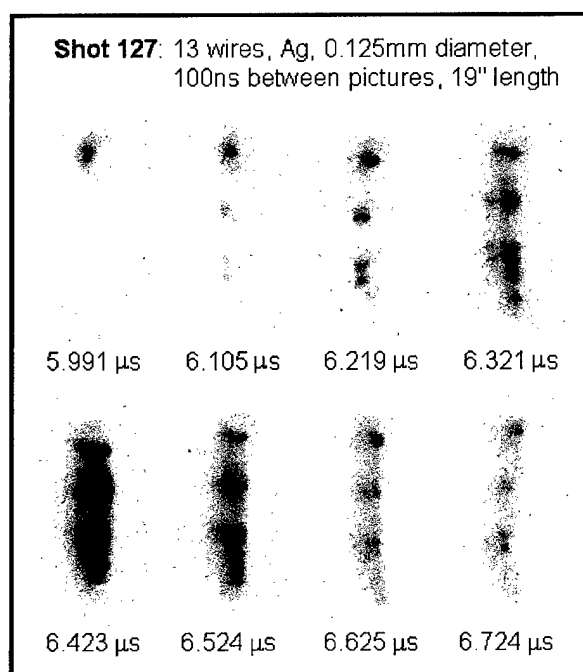 Shot 127: 13 wires, Ag, 0.125mm diameter,
100ns between pictures, 19" length
5.991 µs 6.105 µs 6.219 µs 6.321 µs
6.423 µs 6.524 µs 6.625 µs 6.724 µs